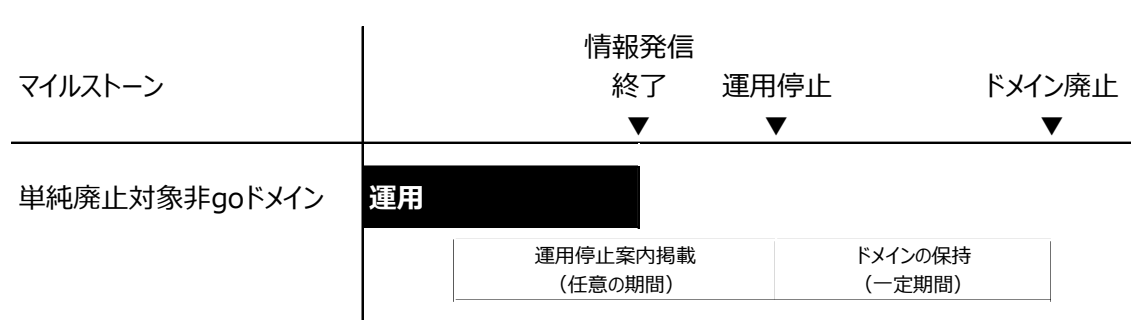 情報発信
マイルストーン 終了 運用停止 ドメイン廃止
▼ ▼ ▼
単純廃止対象非goドメイン 運用
運用停止案内掲載 ドメインの保持
(任意の期間) (一定期間)